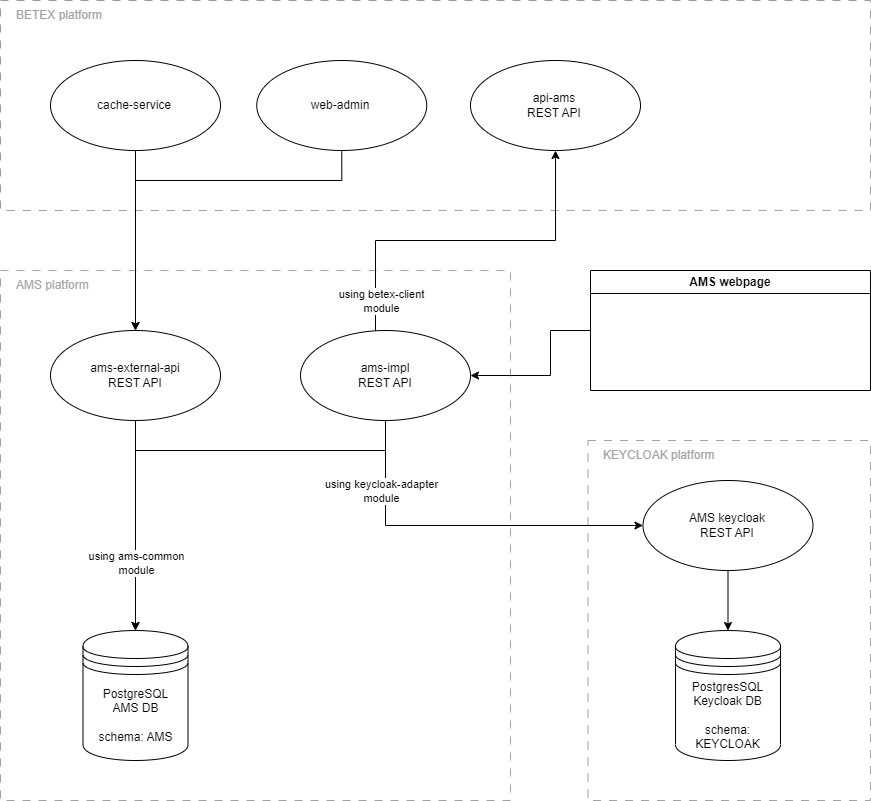 BETEX platform
cache-service
web-admin
api-ams
REST API
AMS platform
using betex-client
module
AMS webpage
ams-external-api
REST API
ams-impl
REST API
KEYCLOAK platform
using keycloak-adapter
module
AMS keycloak
REST API
using ams-common
module
PostgreSQL
AMS DB
schema: AMS
PostgresSQL
Keycloak DB
schema:
KEYCLOAK